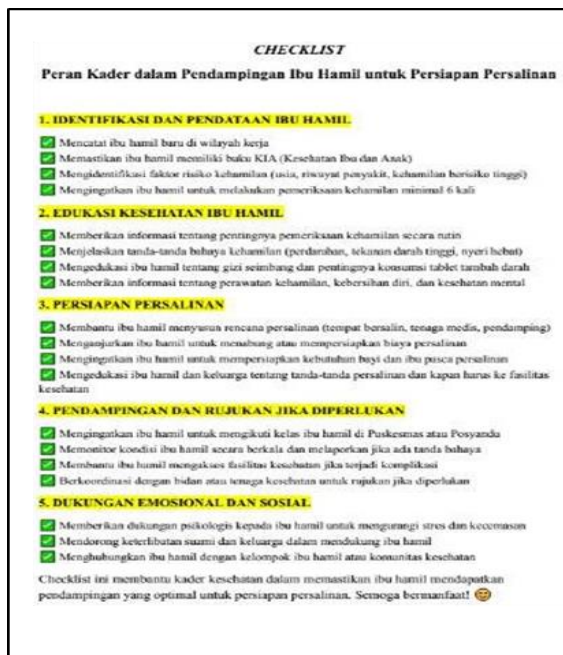 CHECKLIST
Peran Kader dalam Pendampingan Ibu Hamil untuk Persiapan Persalinan
1. IDENTIFIKASI DAN PENDATAAN IBU HAMIL
✅ Mencatat ibu hamil baru di wilayah kerja
✅ Memastikan ibu hamil memiliki buku KIA (Kesehatan Ibu dan Anak)
✅ Mengidentifikasi faktor risiko kehamilan (usia, riwayat penyakit, kehamilan berisiko tinggi)
✅ Mengingatkan ibu hamil untuk melakukan pemeriksaan kehamilan minimal 6 kali
2. EDUKASI KESEHATAN IBU HAMIL
✅ Memberikan informasi tentang pentingnya pemeriksaan kehamilan secara rutin
✅ Menjelaskan tanda-tanda bahaya kehamilan (perdarahan, tekanan darah tinggi, nyeri hebat)
✅ Mengedukasi ibu hamil tentang gizi seimbang dan pentingnya konsumsi tablet tambah darah
✅ Memberikan informasi tentang perawatan kehamilan, kebersihan diri, dan kesehatan mental
3. PERSIAPAN PERSALINAN
✅ Membantu ibu hamil menyusun rencana persalinan (tempat bersalin, tenaga medis, pendamping)
✅ Menganjurkan ibu hamil untuk menabung atau mempersiapkan biaya persalinan
✅ Mengingatkan ibu hamil untuk mempersiapkan kebutuhan bayi dan ibu pasca persalinan
✅ Mengedukasi ibu hamil dan keluarga tentang tanda-tanda persalinan dan kapan harus ke fasilitas
kesehatan
4. PENDAMPINGAN DAN RUJUKAN JIKA DIPERLUKAN
✅ Mengingatkan ibu hamil untuk mengikuti kelas ibu hamil di Puskesmas atau Posyandu
✅ Memonitor kondisi ibu hamil secara berkala dan melaporkan jika ada tanda bahaya
✅ Membantu ibu hamil mengakses fasilitas kesehatan jika terjadi komplikasi
✅ Berkoordinasi dengan bidan atau tenaga kesehatan untuk rujukan jika diperlukan
5. DUKUNGAN EMOSIONAL DAN SOSIAL
✅ Memberikan dukungan psikologis kepada ibu hamil untuk mengurangi stres dan kecemasan
✅ Mendorong keterlibatan suami dan keluarga dalam mendukung ibu hamil
✅ Menghubungkan ibu hamil dengan kelompok ibu hamil atau komunitas kesehatan
Checklist ini membantu kader kesehatan dalam memastikan ibu hamil mendapatkan
pendampingan yang optimal untuk persiapan persalinan. Semoga bermanfaat! 😊